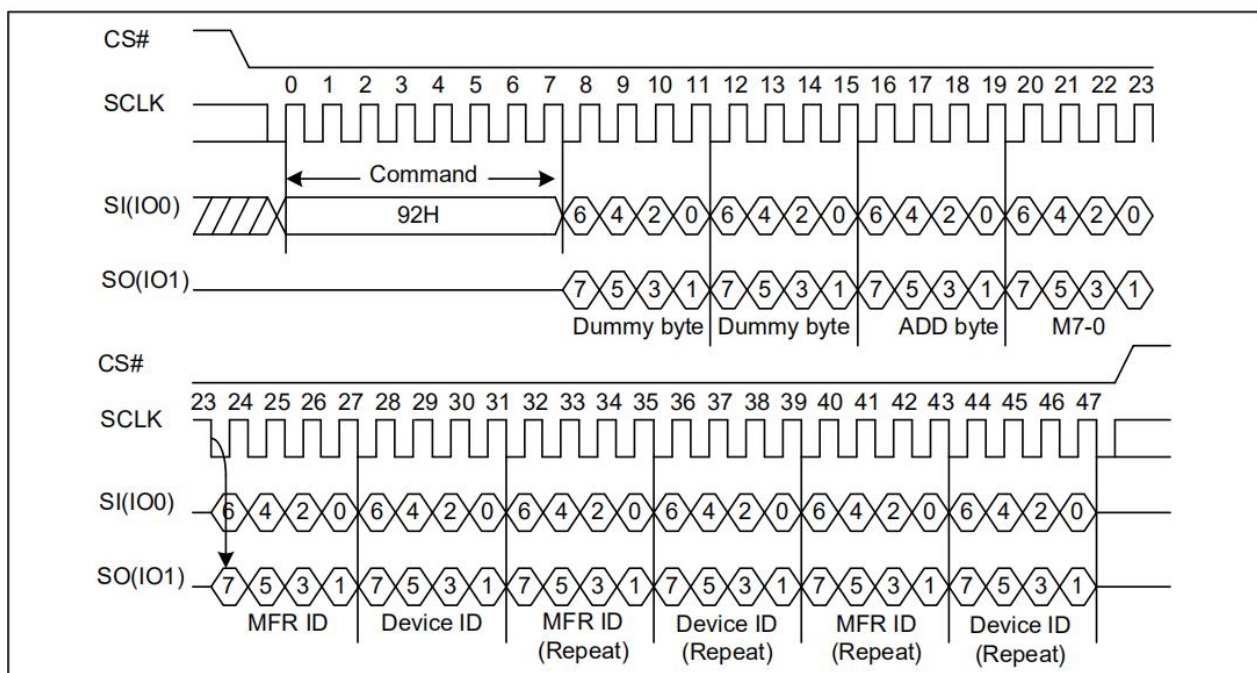 CS#
0 1 2 3 4 5 6 7 8 9 10 11 12 13 14 15 16 17 18 19 20 21 22 23
SCLK
Command
SI(IO0)
92H
6 4 2 0 6 4 2 0 6 4 2 0 6 4 2 0
SO(IO1)
7 5 3 1 7 5 3 1 7 5 3 1 7 5 3 1
Dummy byte Dummy byte ADD byte M7-0
CS#
23 24 25 26 27 28 29 30 31 32 33 34 35 36 37 38 39 40 41 42 43 44 45 46 47
SCLK
SI(IO0)
6 4 2 0 6 4 2 0 6 4 2 0 6 4 2 0 6 4 2 0 6 4 2 0
SO(IO1)
7 5 3 1 7 5 3 1 7 5 3 1 7 5 3 1 7 5 3 1 7 5 3 1
MFR ID Device ID MFR ID Device ID MFR ID Device ID
(Repeat) (Repeat) (Repeat) (Repeat)